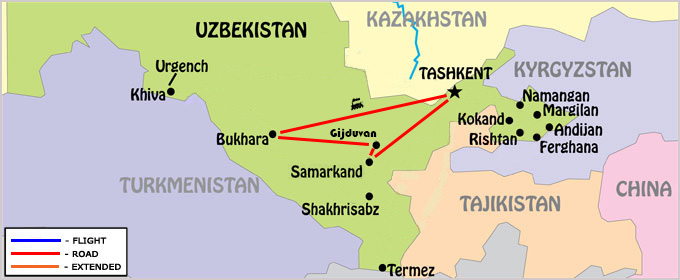 UZBEKISTAN
KAZAKHSTAN
Urgench
Khiva
TASHKENT
KYRGYZSTAN
Namangan
Margilan
Kokand
Andijan
Rishtan
Ferghana
Bukhara
Gijduvan
Samarkand
TURKMENISTAN
Shakhrisabz
TAJIKISTAN
CHINA
Termez
- FLIGHT
- ROAD
- EXTENDED